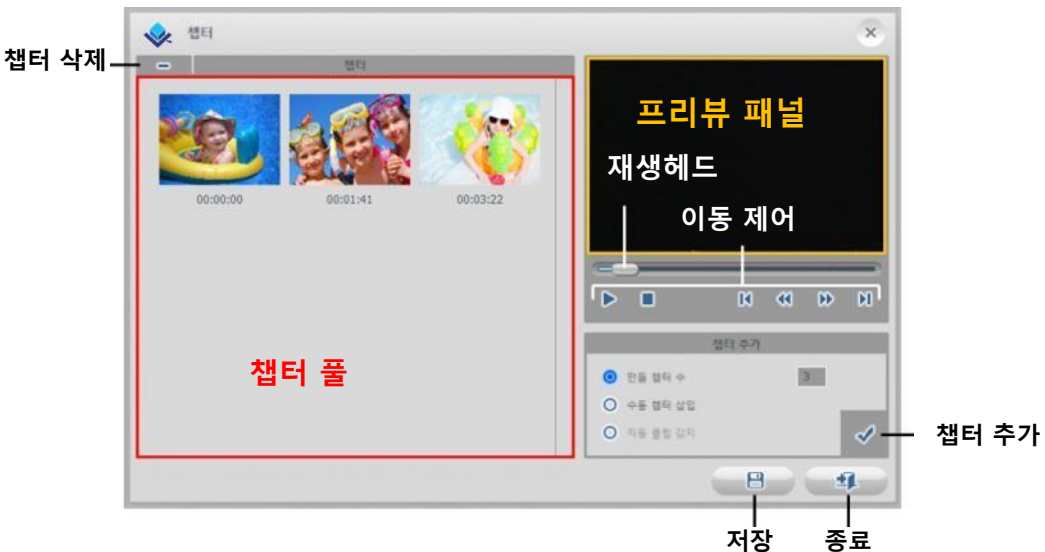 챕터
챕터 삭제
챕터
프리뷰 패널
재생헤드
이동 제어
00:00:00
00:01:41
00:03:22
챕터 풀
챕터 추가
만들 챕터 수 3
수동 챕터 삽입
자동 클립 감지
챕터 추가
저장
종료